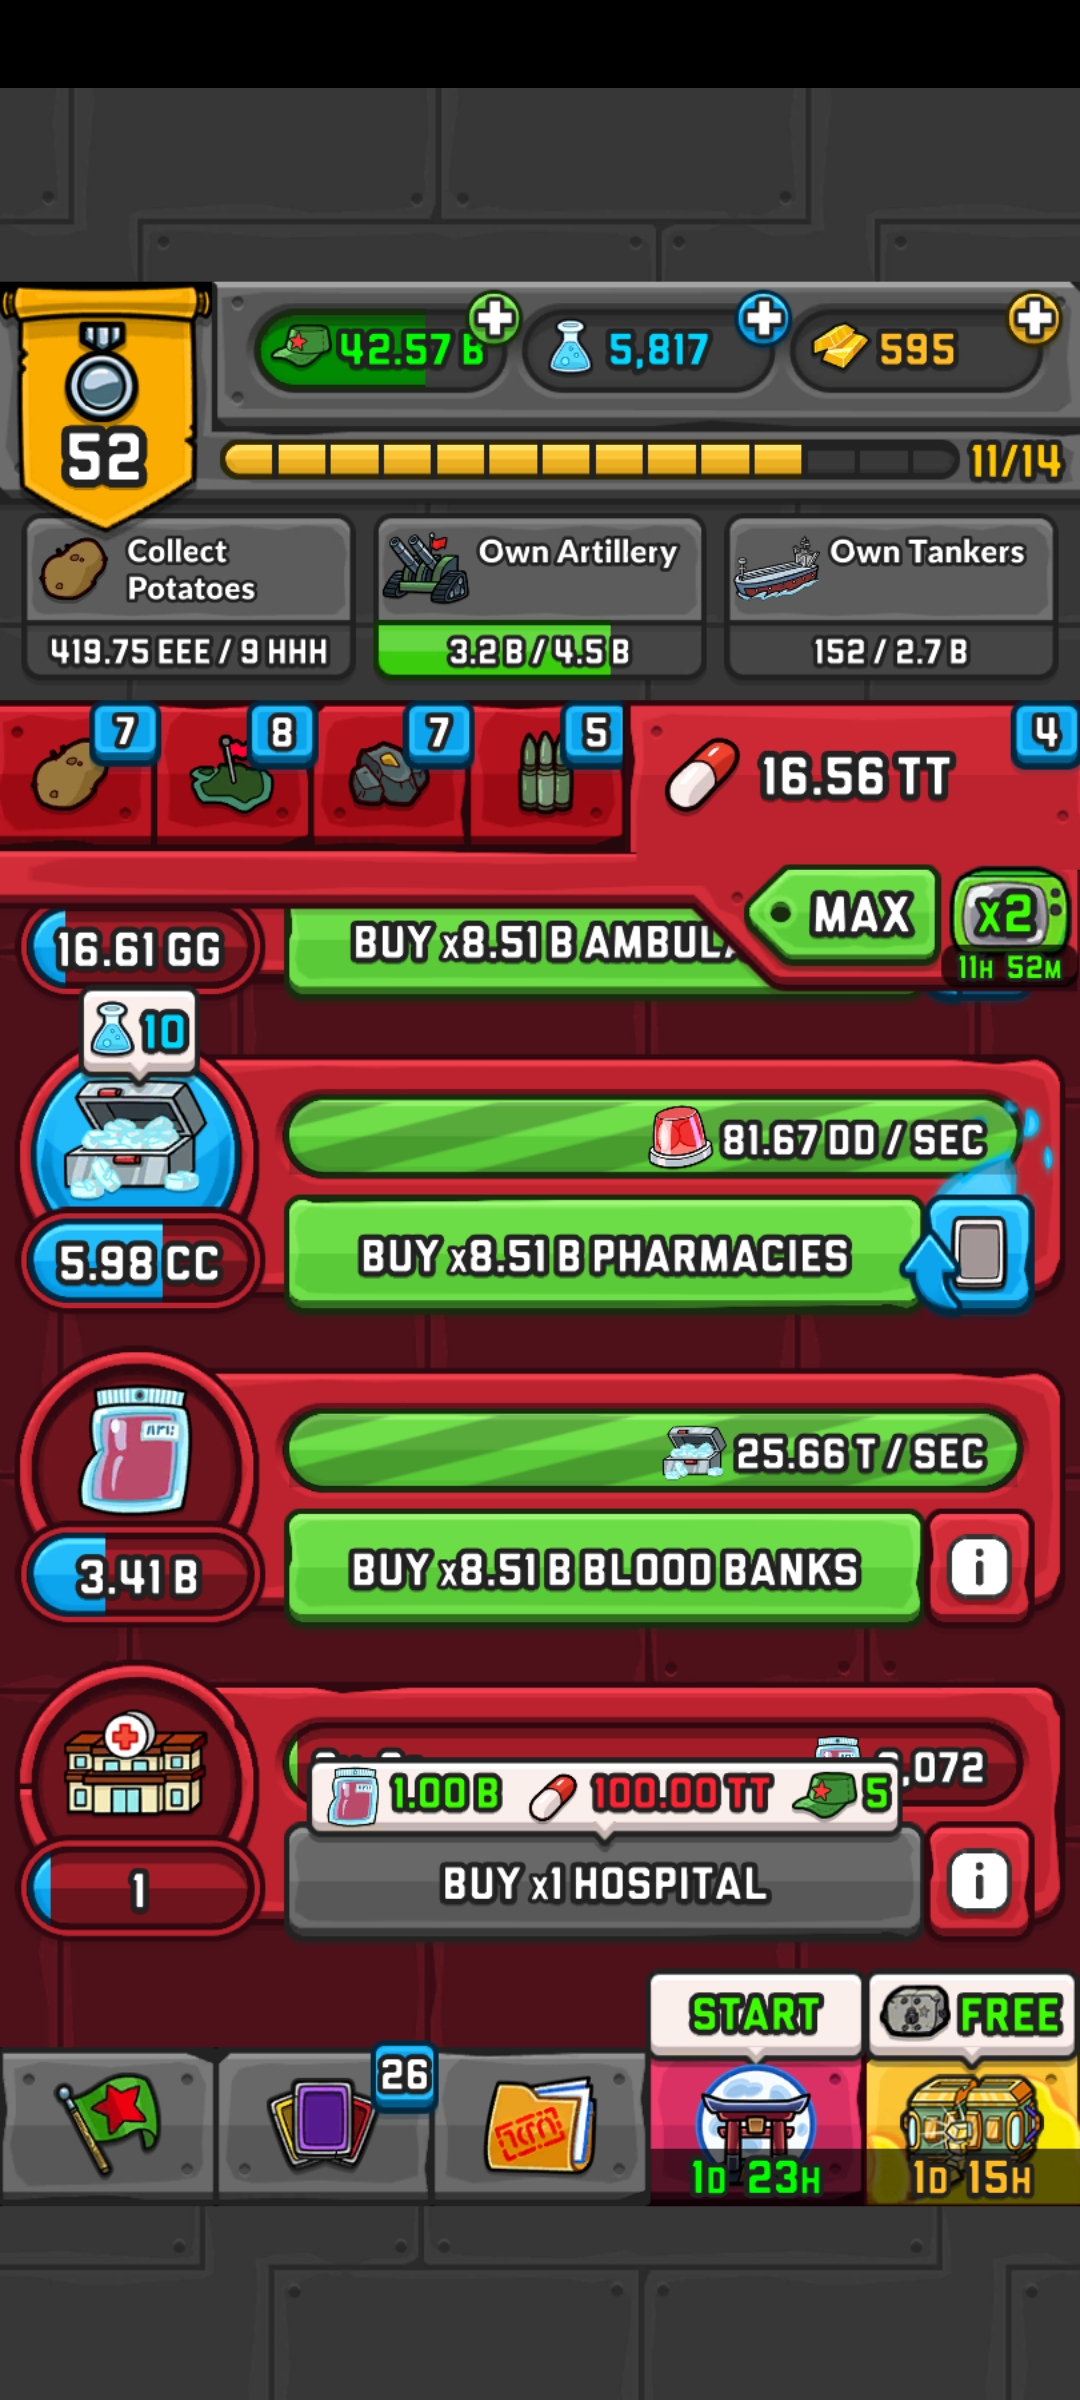 42.57 B
5,817
595
52
11/14
Collect
Potatoes
419.75 EEE / 9 HHH
Own Artillery
3.2 B / 4.5 B
Own Tankers
152 / 2.7 B
7
8
7
5
16.56 TT
4
MAX
x2
11H 52M
16.61 GG
BUY x8.51 B
10
81.67 DD / SEC
5.98 CC
BUY x8.51 B PHARMACIES
25.66 T / SEC
3.41 B
BUY x8.51 B BLOOD BANKS
i
,072
1.00 B
100.00 TT
5
1
BUY x1 HOSPITAL
i
START
FREE
26
1D 23H
1D 15H